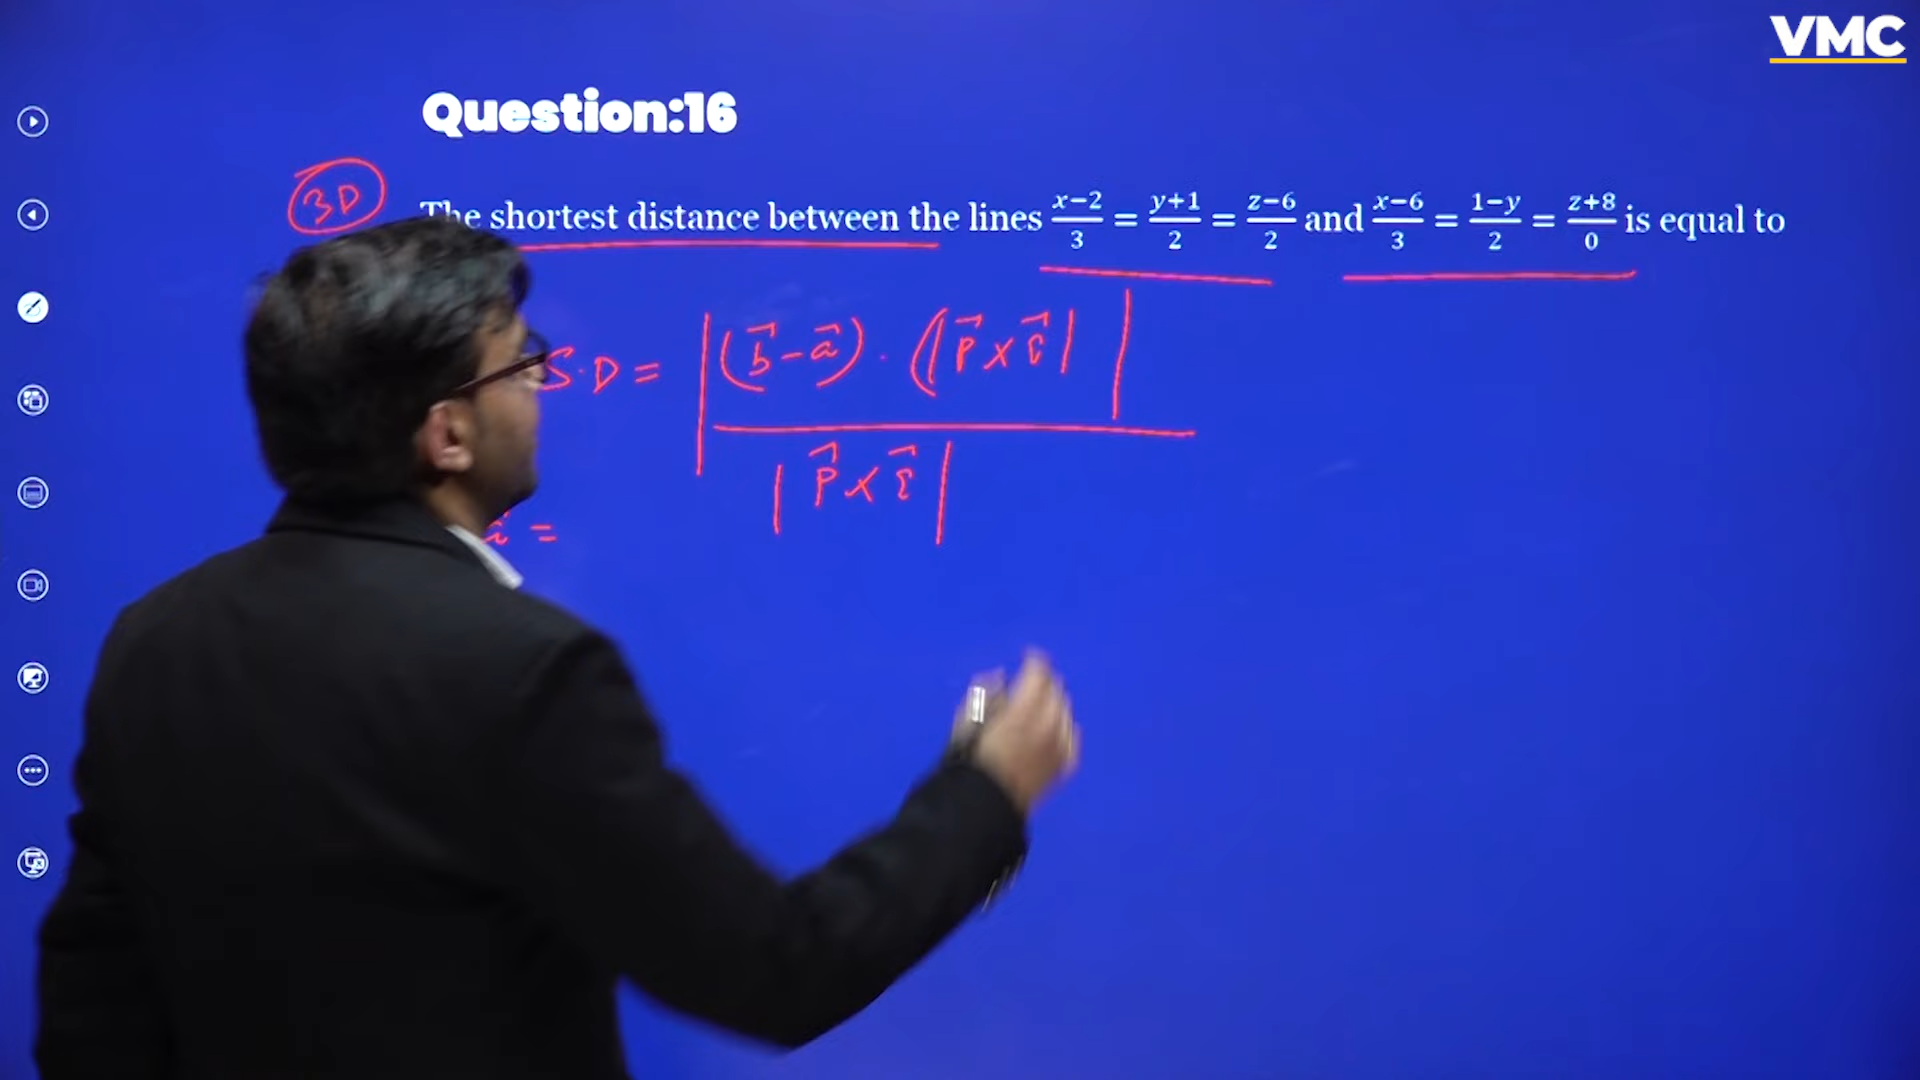 VMC
Question:16
3D
The shortest distance between the lines x−2/3 = y+1/2 = z−6/2 and x−6/3 = 1−y/2 = z+8/0 is equal to
S.D = |(b⃗−a⃗).(|p⃗×q⃗| | / |p⃗×q⃗|
a⃗ =